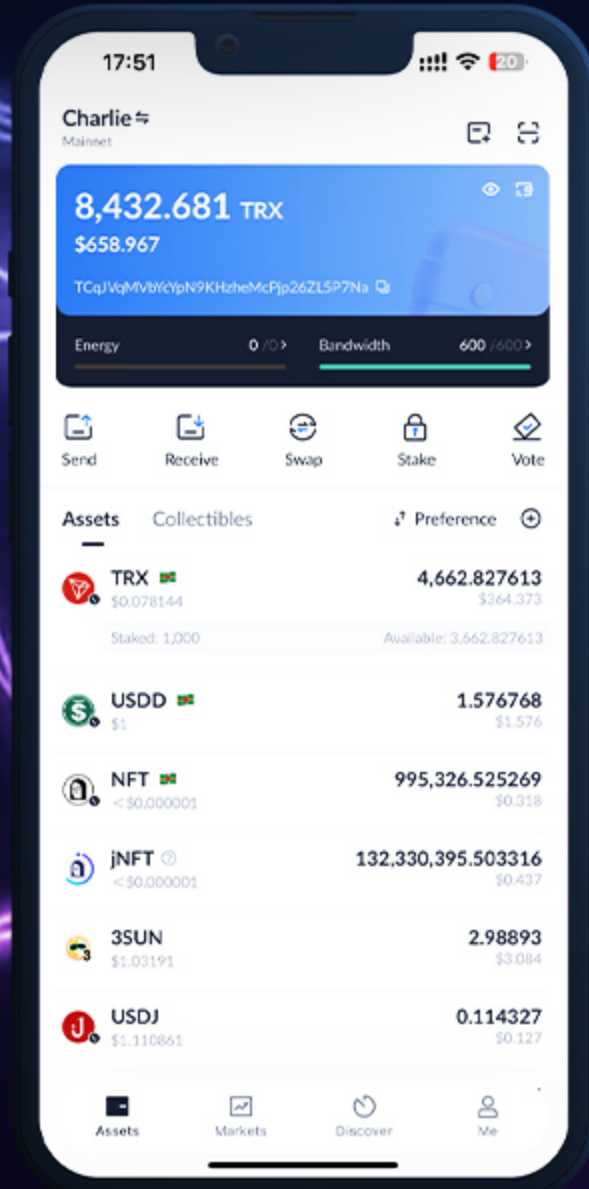 17:51
20
Charlie
Mainnet
8,432.681 TRX
$658.967
TCqJVqMVbYcYpN9KHzheMcPjp26ZL5P7Na
Energy 0 /0> Bandwidth 600 /600>
Send Receive Swap Stake Vote
Assets Collectibles Preference
TRX 4,662.827613
$0.078144 $364.373
Staked: 1,000 Available: 3,662.827613
USDD 1.576768
$1 $1.576
NFT 995,326.525269
<$0.000001 $0.318
jNFT 132,330,395.503316
<$0.000001 $0.437
3SUN 2.98893
$1.03191 $3.084
USDJ 0.114327
$1.110861 $0.127
Assets Markets Discover Me